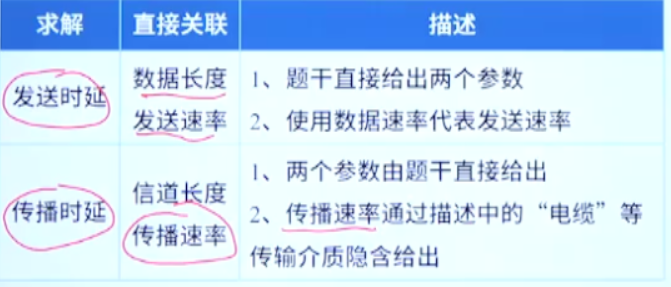 求解 直接关联 描述
发送时延
数据长度
发送速率
1、题干直接给出两个参数
2、使用数据速率代表发送速率
传播时延
信道长度
传播速率
1、两个参数由题干直接给出
2、传播速率通过描述中的“电缆”等
传输介质隐含给出